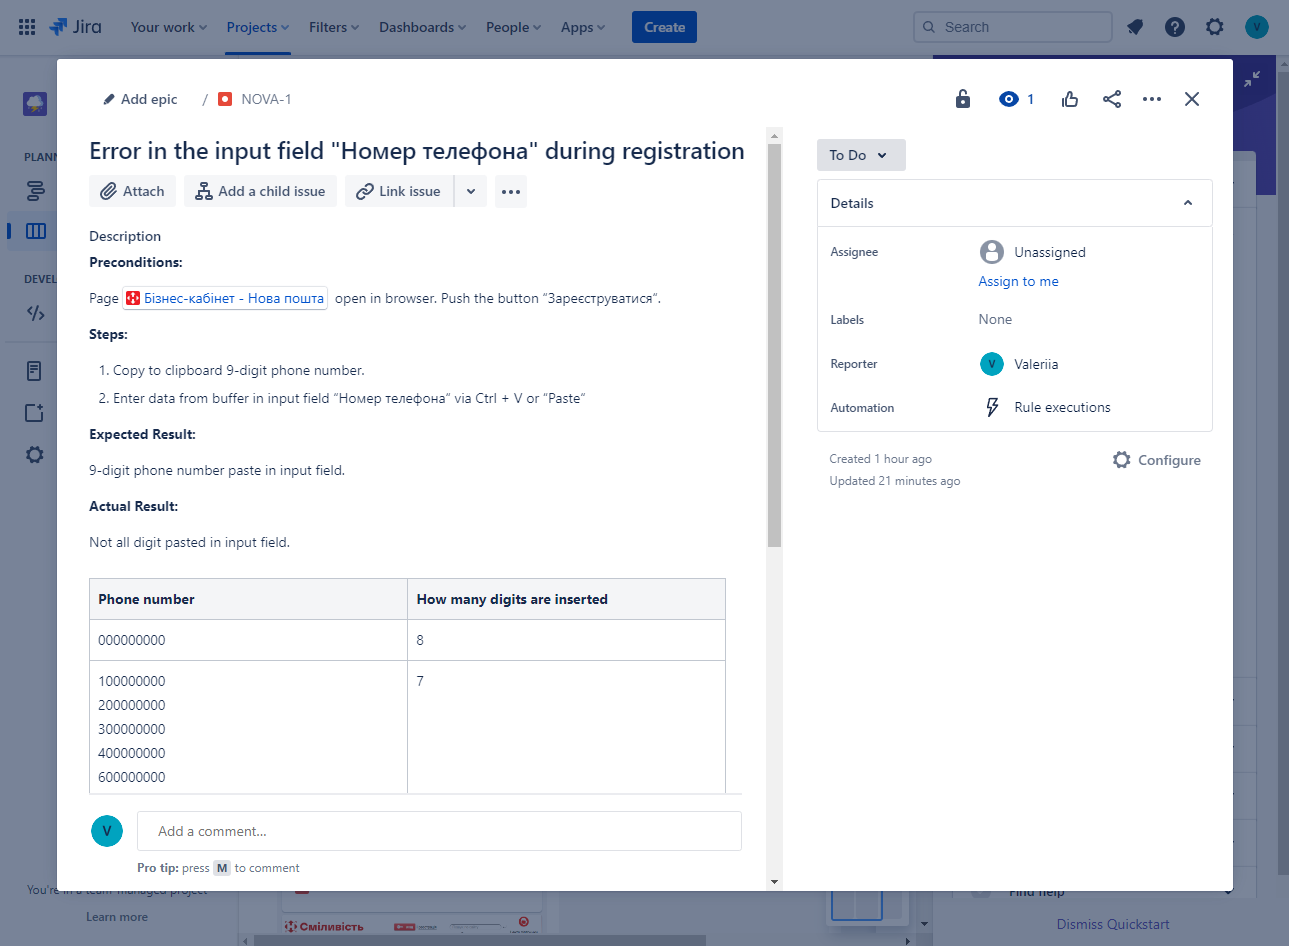 Jira
Your work
Projects
Filters
Dashboards
People
Apps
Create
Search
V
Add epic / NOVA-1
1
Error in the input field "Номер телефона" during registration
Attach
Add a child issue
Link issue
Description
Preconditions:
Page Бізнес-кабінет - Нова пошта open in browser. Push the button “Зареєструватися”.
Steps:
1. Copy to clipboard 9-digit phone number.
2. Enter data from buffer in input field “Номер телефона” via Ctrl + V or “Paste”
Expected Result:
9-digit phone number paste in input field.
Actual Result:
Not all digit pasted in input field.
Phone number How many digits are inserted
000000000 8
100000000 7
200000000
300000000
400000000
600000000
V
Add a comment...
Pro tip: press M to comment
To Do
Details
Assignee Unassigned
Assign to me
Labels None
Reporter V Valeriia
Automation Rule executions
Created 1 hour ago
Configure
Updated 21 minutes ago
PLANN
DEVEL
You're in a team-managed project
Learn more
Сміливість
Find help
Dismiss Quickstart